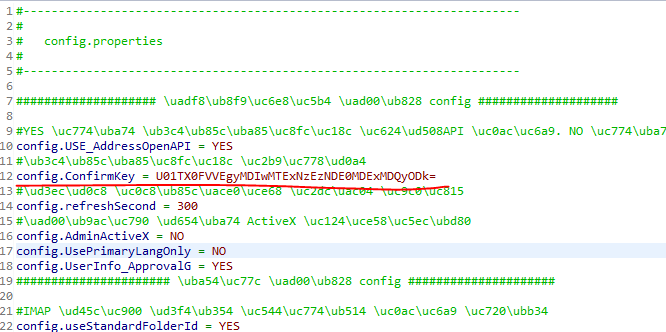 1 #-----------------------------------------------------------------------
2 #
3 # config.properties
4 #
5 #-----------------------------------------------------------------------
6
7 #################### \uadf8\ub8f9\uc6e8\uc5b4 \uad00\ub828 config ####################
8
9 #YES \uc774\uba74 \ub3c4\ub85c\uba85\uc8fc\uc18c \uc624\ud508API \uc0ac\uc6a9. NO \uc774\uba7
10 config.USE_AddressOpenAPI = YES
11 #\ub3c4\ub85c\uba85\uc8fc\uc18c \uc2b9\uc778\ud0a4
12 config.ConfirmKey = U01TX0FVVEgyMDIwMTExNzEzNDE0MDExMDQyODk=
13 #\ud3ec\ud0c8 \uc0c8\ub85c\uace0\uce68 \uc2dc\uac04 \uc9c0\uc815
14 config.refreshSecond = 300
15 #\uad00\ub9ac\uc790 \ud654\uba74 ActiveX \uc124\uce58\uc5ec\ubd80
16 config.AdminActiveX = NO
17 config.UsePrimaryLangOnly = NO
18 config.UserInfo_ApprovalG = YES
19 ###################### \uba54\uc77c \uad00\ub828 config #####################
20
21 #IMAP \ud45c\uc900 \ud3f4\ub354 \uc544\uc774\ub514 \uc0ac\uc6a9 \uc720\ubb34
22 config.useStandardFolderId = YES